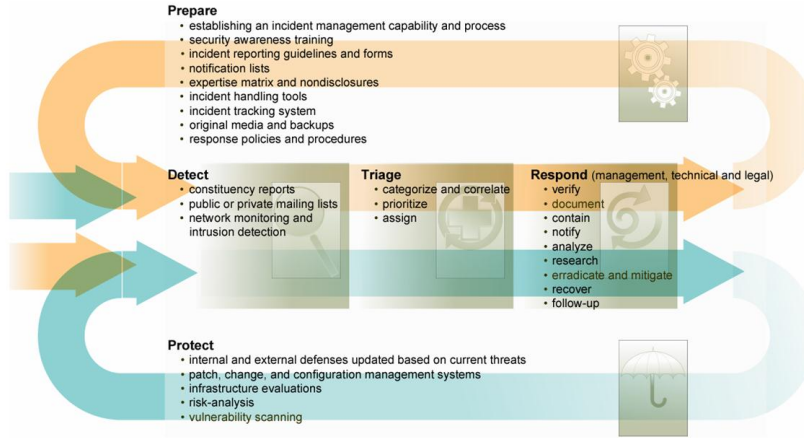 Prepare
• establishing an incident management capability and process
• security awareness training
• incident reporting guidelines and forms
• notification lists
• expertise matrix and nondisclosures
• incident handling tools
• incident tracking system
• original media and backups
• response policies and procedures
Detect
• constituency reports
• public or private mailing lists
• network monitoring and
intrusion detection
Triage
• categorize and correlate
• prioritize
• assign
Respond (management, technical and legal)
• verify
• document
• contain
• notify
• analyze
• research
• erradicate and mitigate
• recover
• follow-up
Protect
• internal and external defenses updated based on current threats
• patch, change, and configuration management systems
• infrastructure evaluations
• risk-analysis
• vulnerability scanning